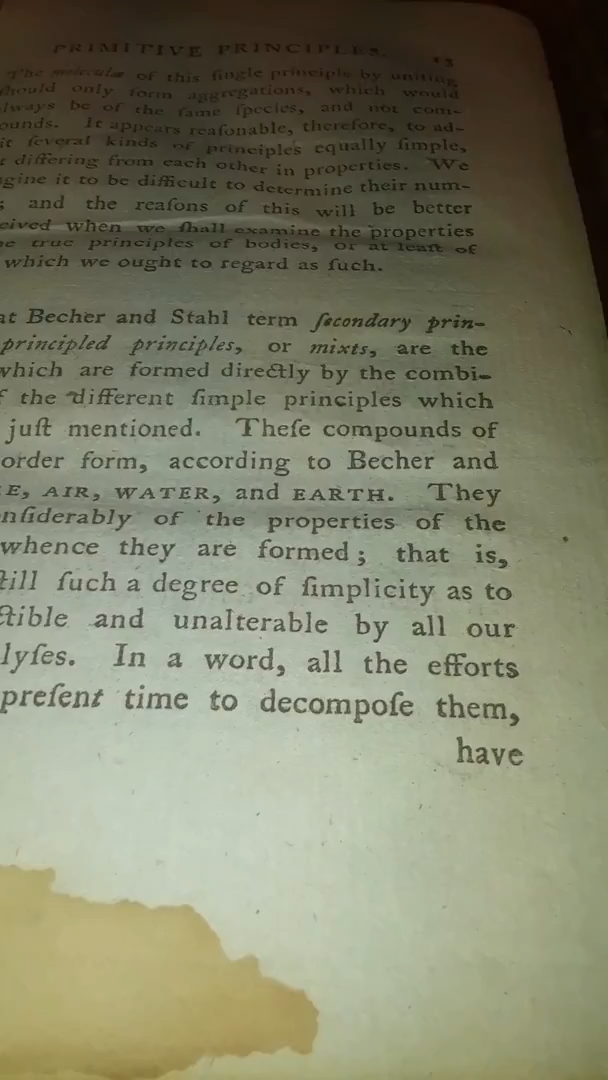 PRIMITIVE PRINCIPLES. 13
The moleculæ of this ſingle principle by uniting
ſhould only form aggregations, which would
lways be of the ſame ſpecies, and not com-
ounds. It appears reaſonable, therefore, to ad-
it ſeveral kinds of principles equally ſimple,
t differing from each other in properties. We
gine it to be difficult to determine their num-
; and the reaſons of this will be better
eived when we ſhall examine the properties
he true principles of bodies, or at leaſt of
which we ought to regard as ſuch.
at Becher and Stahl term ſecondary prin-
principled principles, or mixts, are the
which are formed directly by the combi-
f the different ſimple principles which
juſt mentioned. Theſe compounds of
order form, according to Becher and
E, AIR, WATER, and EARTH. They
nſiderably of the properties of the
whence they are formed; that is,
till ſuch a degree of ſimplicity as to
ctible and unalterable by all our
lyſes. In a word, all the efforts
preſent time to decompoſe them,
have